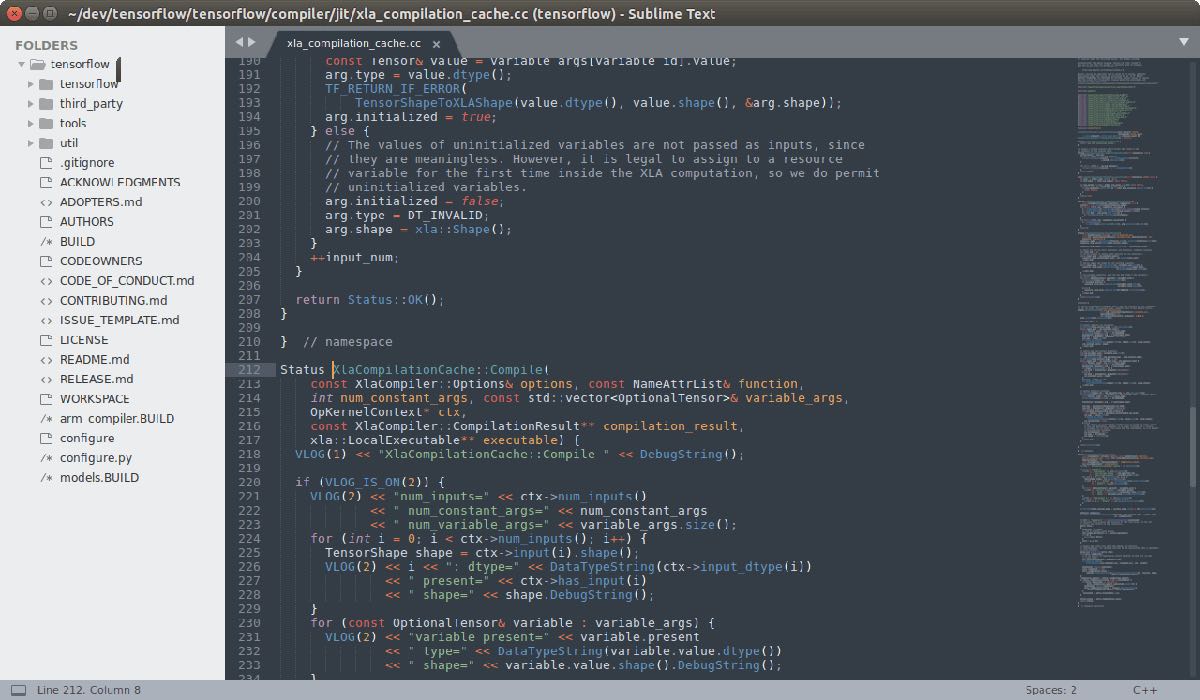 ~/dev/tensorflow/tensorflow/compiler/jit/xla_compilation_cache.cc (tensorflow) - Sublime Text
FOLDERS
tensorflow
tensorflow
third_party
tools
util
.gitignore
ACKNOWLEDGMENTS
ADOPTERS.md
AUTHORS
BUILD
CODEOWNERS
CODE_OF_CONDUCT.md
CONTRIBUTING.md
ISSUE_TEMPLATE.md
LICENSE
README.md
RELEASE.md
WORKSPACE
arm_compiler.BUILD
configure
configure.py
models.BUILD
xla_compilation_cache.cc
190 const Tensor& value = variable_args[variable_id].value;
191 arg.type = value.dtype();
192 TF_RETURN_IF_ERROR(
193 TensorShapeToXLAShape(value.dtype(), value.shape(), &arg.shape));
194 arg.initialized = true;
195 } else {
196 // The values of uninitialized variables are not passed as inputs, since
197 // they are meaningless. However, it is legal to assign to a resource
198 // variable for the first time inside the XLA computation, so we do permit
199 // uninitialized variables.
200 arg.initialized = false;
201 arg.type = DT_INVALID;
202 arg.shape = xla::Shape();
203 }
204 ++input_num;
205 }
206
207 return Status::OK();
208 }
209
210 } // namespace
211
212 Status XlaCompilationCache::Compile(
213 const XlaCompiler::Options& options, const NameAttrList& function,
214 int num_constant_args, const std::vector<OptionalTensor>& variable_args,
215 OpKernelContext* ctx,
216 const XlaCompiler::CompilationResult** compilation_result,
217 xla::LocalExecutable** executable) {
218 VLOG(1) << "XlaCompilationCache::Compile " << DebugString();
219
220 if (VLOG_IS_ON(2)) {
221 VLOG(2) << "num_inputs=" << ctx->num_inputs()
222 << " num_constant_args=" << num_constant_args
223 << " num_variable_args=" << variable_args.size();
224 for (int i = 0; i < ctx->num_inputs(); i++) {
225 TensorShape shape = ctx->input(i).shape();
226 VLOG(2) << i << ": dtype=" << DataTypeString(ctx->input_dtype(i))
227 << " present=" << ctx->has_input(i)
228 << " shape=" << shape.DebugString();
229 }
230 for (const OptionalTensor& variable : variable_args) {
231 VLOG(2) << "variable present=" << variable.present
232 << " type=" << DataTypeString(variable.value.dtype())
233 << " shape=" << variable.value.shape().DebugString();
234 }
Line 212, Column 8
Spaces: 2
C++